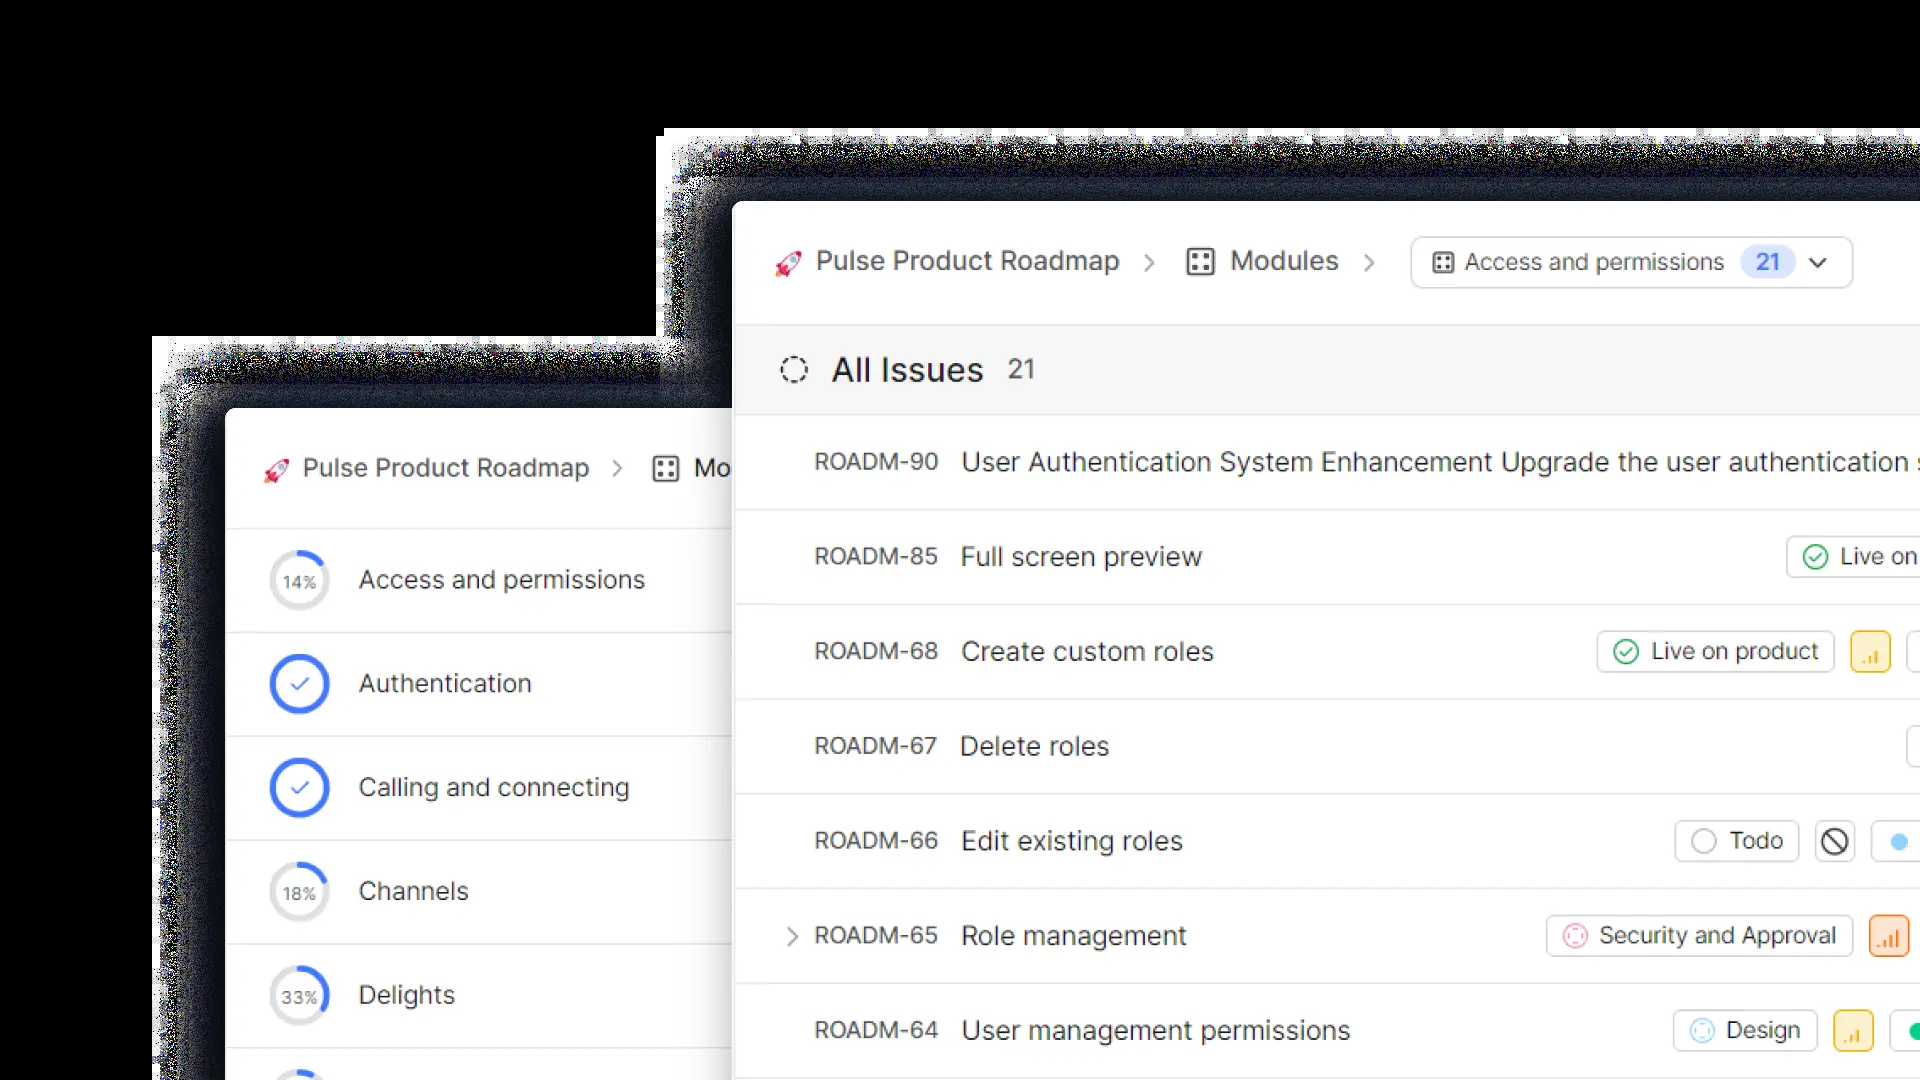 Pulse Product Roadmap > Modules > Access and permissions 21
All Issues 21
ROADM-90 User Authentication System Enhancement Upgrade the user authentication
ROADM-85 Full screen preview Live on
ROADM-68 Create custom roles Live on product
ROADM-67 Delete roles
ROADM-66 Edit existing roles Todo
ROADM-65 Role management Security and Approval
ROADM-64 User management permissions Design
Pulse Product Roadmap > Mo
14% Access and permissions
Authentication
Calling and connecting
18% Channels
33% Delights